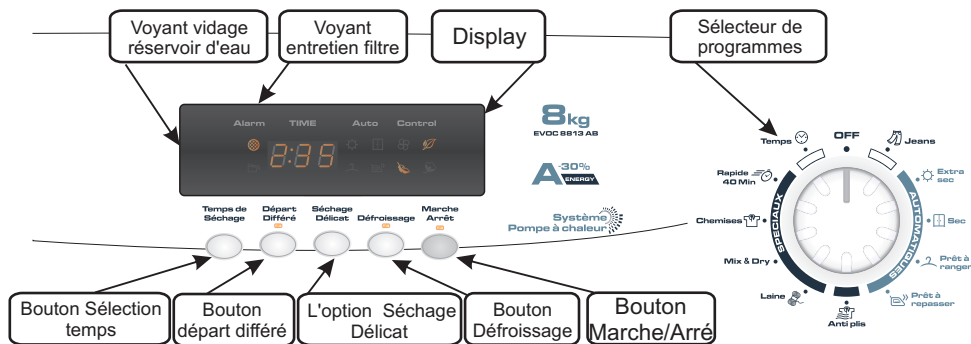 Voyant vidage
réservoir d'eau
Voyant
entretien filtre
Display
Sélecteur de
programmes
Alarm TIME Auto Control
2:35
8kg
EVOC 8813 AB
A-30%
ENERGY
Système
Pompe à chaleur
Temps de
Séchage
Départ
Différé
Séchage
Délicat
Défroissage
Marche
Arrêt
OFF
Temps
Jeans
Rapide
40 Min
Extra
sec
Chemises
Sec
Mix & Dry
Prêt à
ranger
Laine
Prêt à
repasser
Anti plis
SPECIAUX
AUTOMATIQUES
Bouton Sélection
temps
Bouton
départ différé
L'option Séchage
Délicat
Bouton
Défroissage
Bouton
Marche/Arré